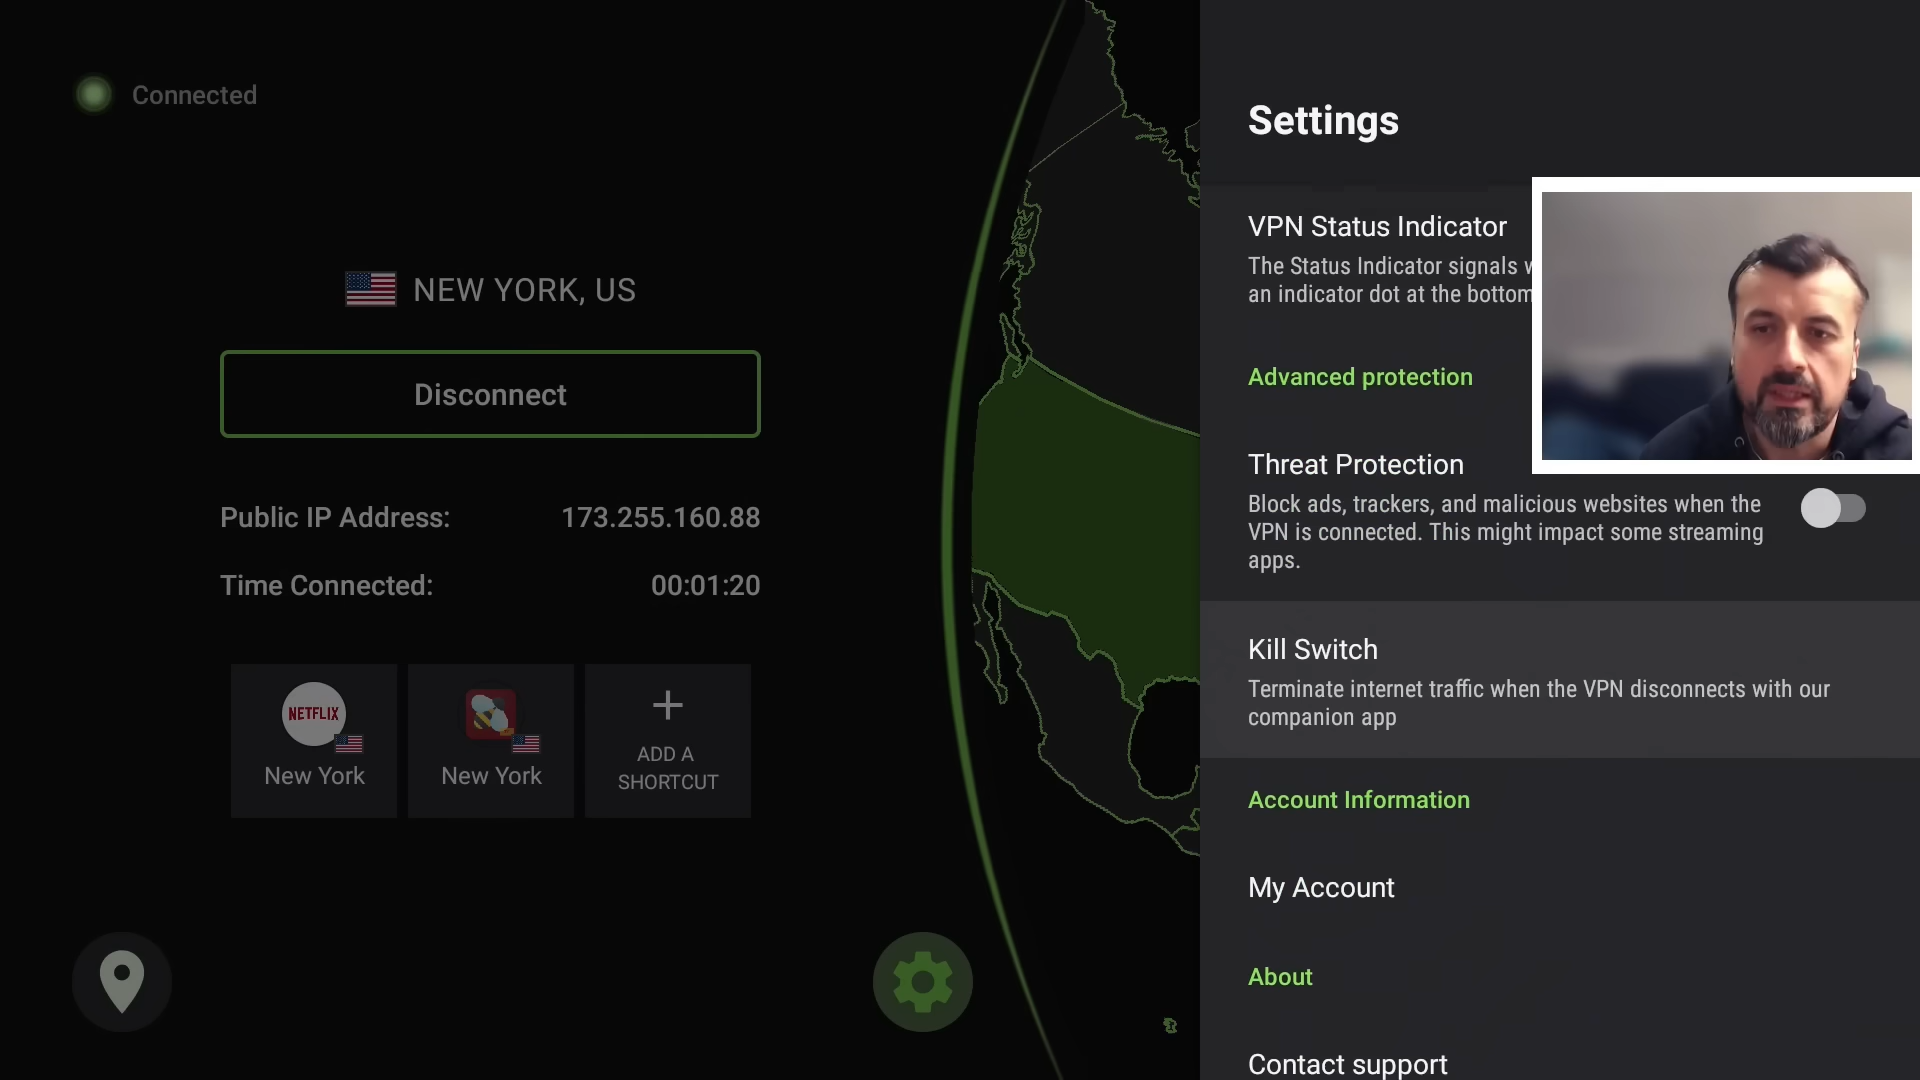 Connected
NEW YORK, US
Disconnect
Public IP Address: 173.255.160.88
Time Connected: 00:01:20
NETFLIX
New York
New York
ADD A
SHORTCUT
Settings
VPN Status Indicator
The Status Indicator signals
an indicator dot at the bottom
Advanced protection
Threat Protection
Block ads, trackers, and malicious websites when the
VPN is connected. This might impact some streaming
apps.
Kill Switch
Terminate internet traffic when the VPN disconnects with our
companion app
Account Information
My Account
About
Contact support